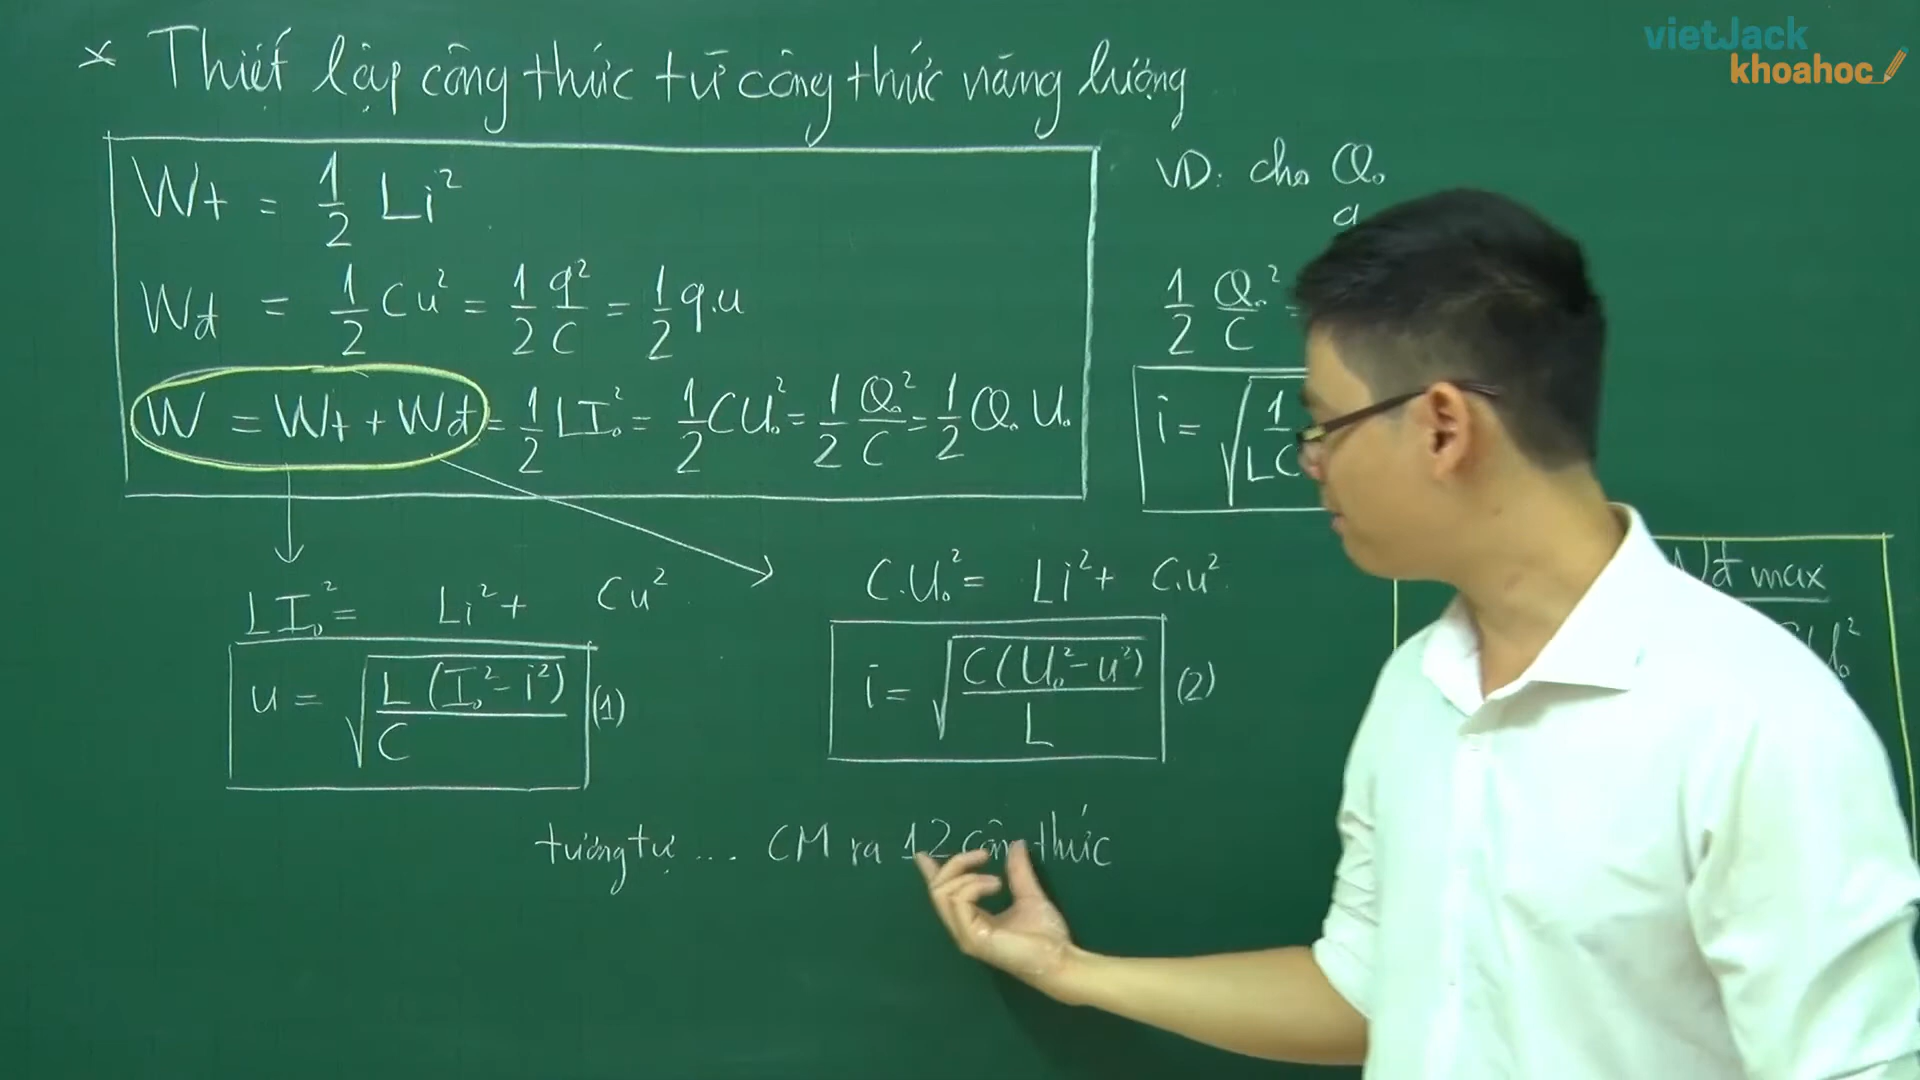 vietJack
khoahoc
* Thiết lập công thức từ công thức năng lượng
Wt = 1/2 Li²
Wđ = 1/2 Cu² = 1/2 q²/C = 1/2 q.u
W = Wt + Wđ = 1/2 LI₀² = 1/2 CU₀² = 1/2 Q₀²/C = 1/2 Q₀ U₀
LI₀² = Li² + Cu²
u = √(L(I₀² - i²)/C) (1)
C.U₀² = Li² + C.u²
i = √(C(U₀² - u²)/L) (2)
tương tự ... CM ra 12 công thức
VD: cho Q₀
q
1/2 Q₀²/C =
i = √(1/LC
Wđ max